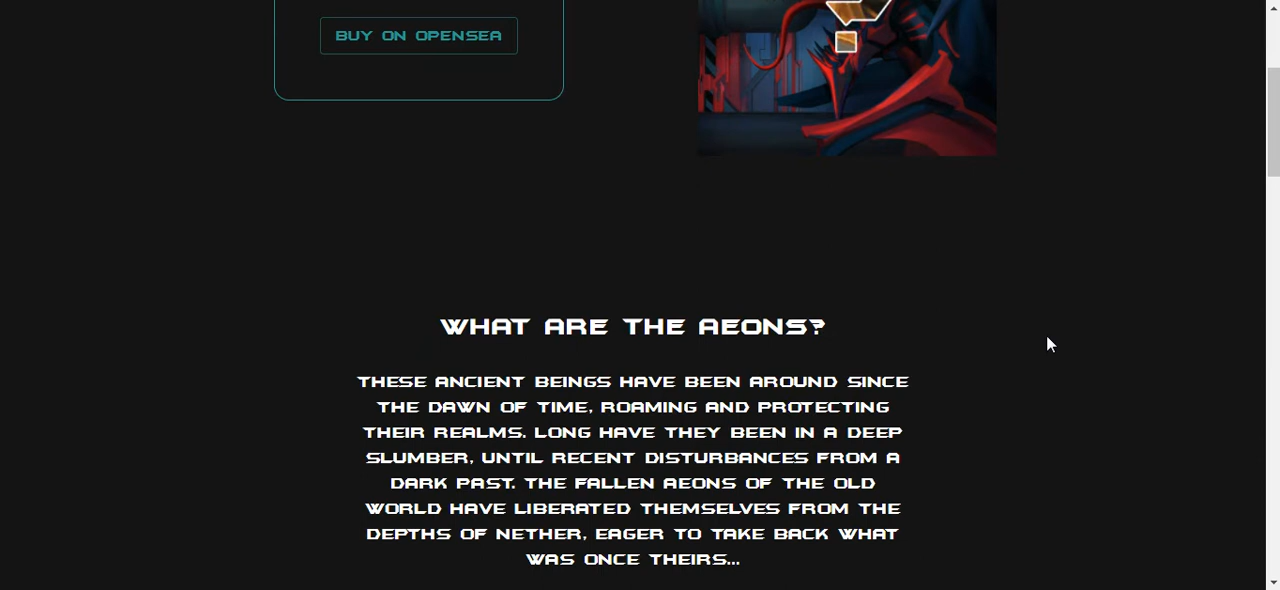 BUY ON OPENSEA
WHAT ARE THE AEONS?
THESE ANCIENT BEINGS HAVE BEEN AROUND SINCE
THE DAWN OF TIME, ROAMING AND PROTECTING
THEIR REALMS. LONG HAVE THEY BEEN IN A DEEP
SLUMBER, UNTIL RECENT DISTURBANCES FROM A
DARK PAST. THE FALLEN AEONS OF THE OLD
WORLD HAVE LIBERATED THEMSELVES FROM THE
DEPTHS OF NETHER, EAGER TO TAKE BACK WHAT
WAS ONCE THEIRS...